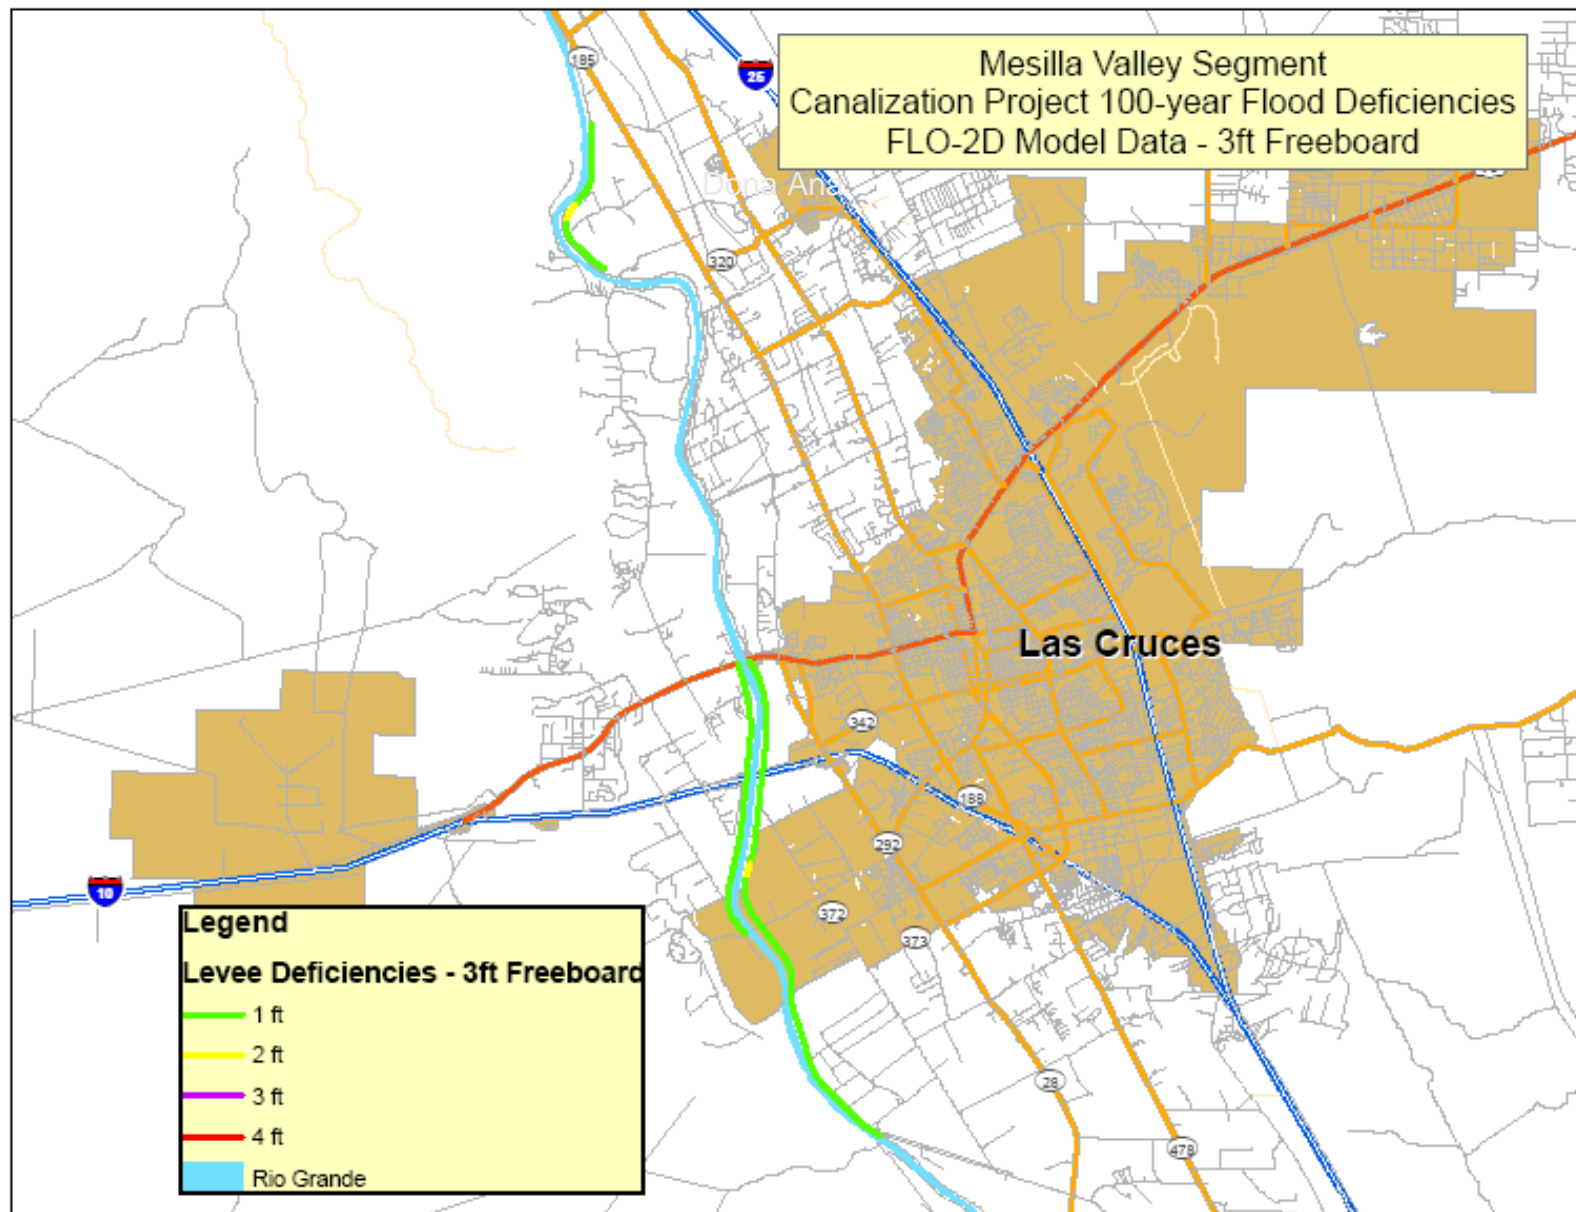 Mesilla Valley Segment
Canalization Project 100-year Flood Deficiencies
FLO-2D Model Data - 3ft Freeboard
185
25
Dona Ana
320
Las Cruces
342
188
292
10
372
373
28
478
Legend
Levee Deficiencies - 3ft Freeboard
1 ft
2 ft
3 ft
4 ft
Rio Grande